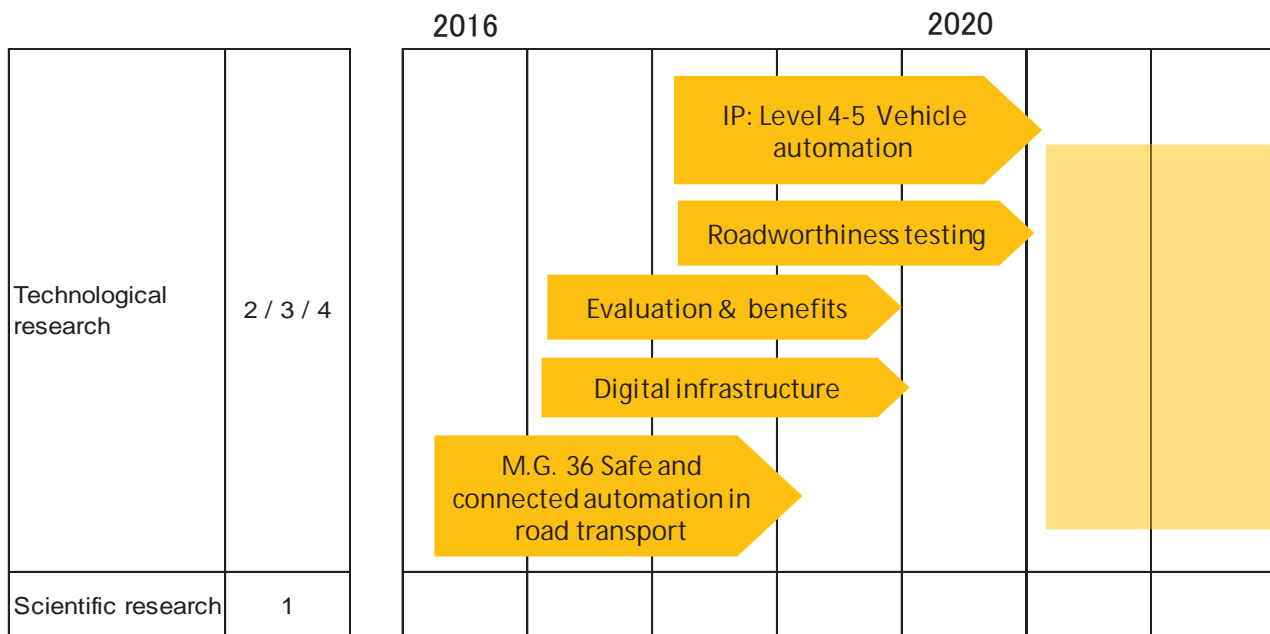 2016
2020
IP: Level 4-5 Vehicle
automation
Roadworthiness testing
Technological
research
2 / 3 / 4
Evaluation & benefits
Digital infrastructure
M.G. 36 Safe and
connected automation in
road transport
Scientific research
1